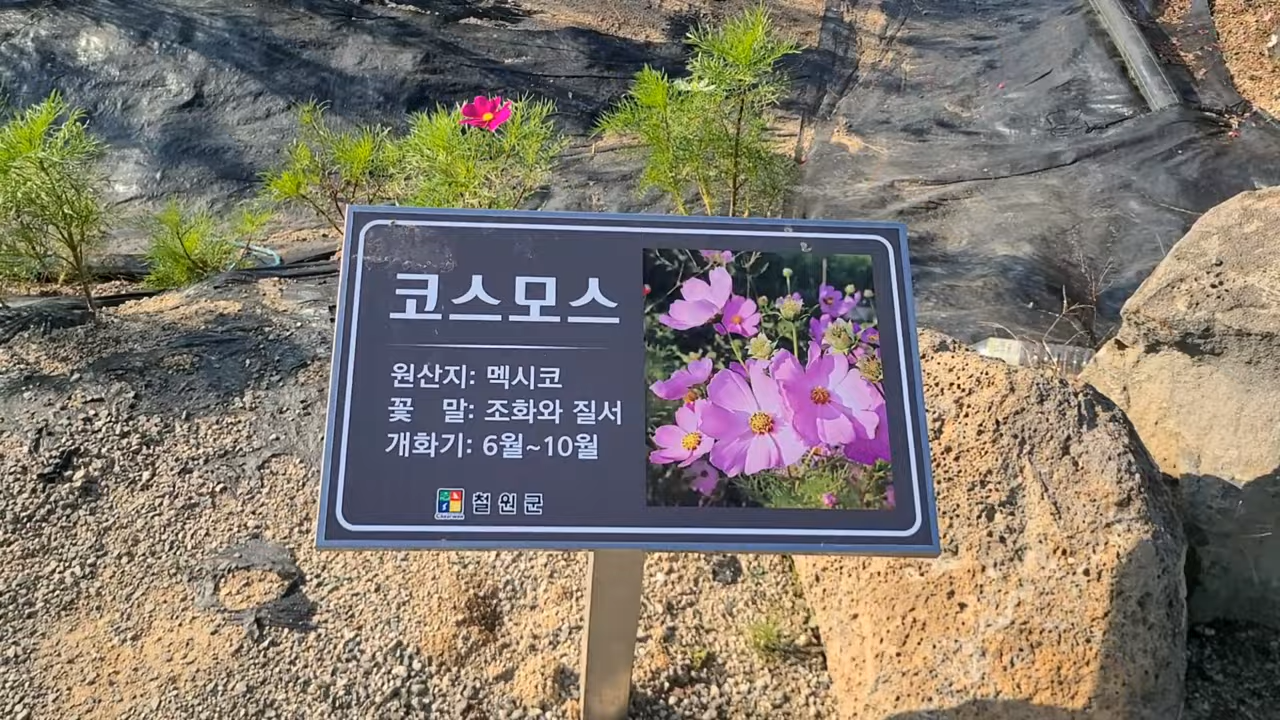 코스모스
원산지: 멕시코
꽃 말: 조화와 질서
개화기: 6월~10월
철원군